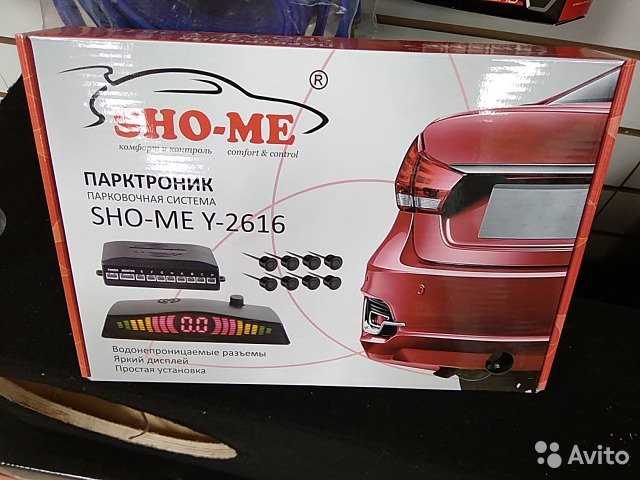 SHO-ME ®
комфорт и контроль comfort & control
ПАРКТРОНИК
ПАРКОВОЧНАЯ СИСТЕМА
SHO-ME Y-2616
0.0
Водонепроницаемые разъемы
Яркий дисплей
Простая установка
Avito